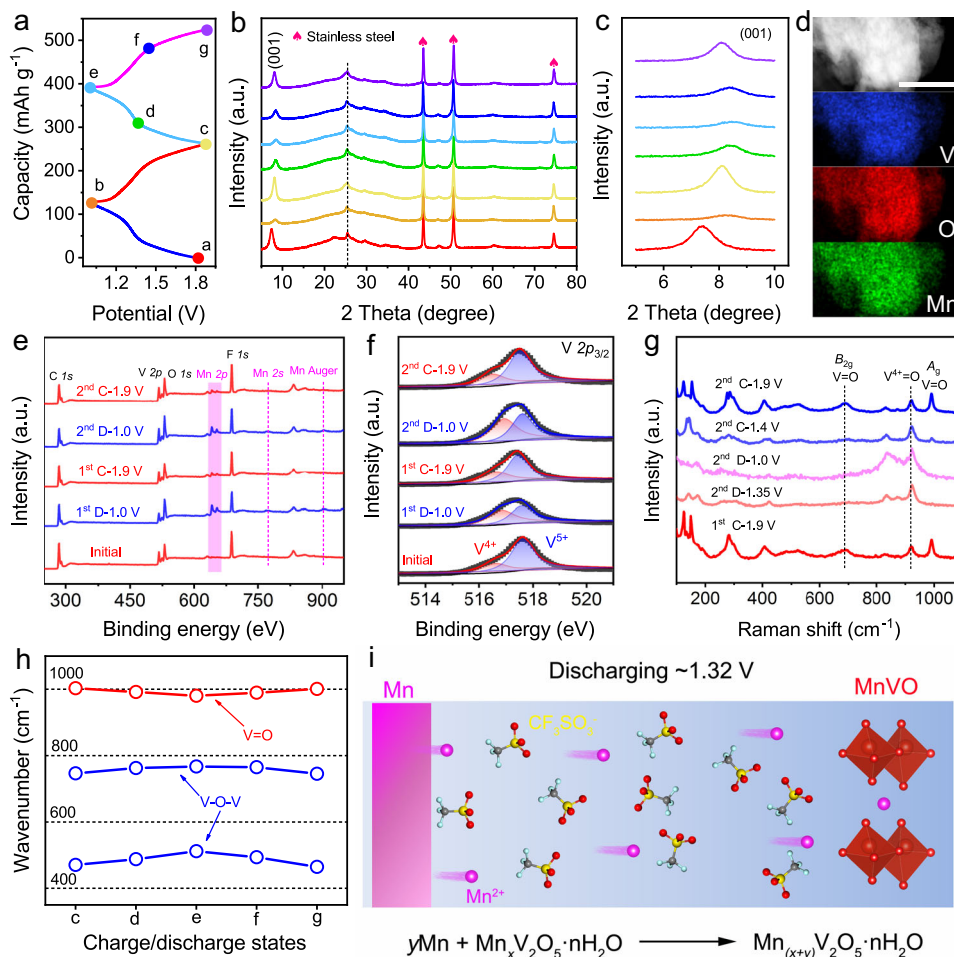 a
Capacity (mAh g⁻¹)
500
400
300
200
100
0
f
g
e
d
c
b
a
1.2 1.5 1.8
Potential (V)
b
Intensity (a.u.)
(001)
♠ Stainless steel
10 20 30 40 50 60 70 80
2 Theta (degree)
c
Intensity (a.u.)
(001)
6 8 10
2 Theta (degree)
d
V
O
Mn
e
Intensity (a.u.)
C 1s
V 2p
O 1s
Mn 2p
F 1s
Mn 2s
Mn Auger
2nd C-1.9 V
2nd D-1.0 V
1st C-1.9 V
1st D-1.0 V
Initial
300 450 600 750 900
Binding energy (eV)
f
Intensity (a.u.)
V 2p3/2
2nd C-1.9 V
2nd D-1.0 V
1st C-1.9 V
1st D-1.0 V
Initial
V⁴⁺
V⁵⁺
514 516 518 520
Binding energy (eV)
g
Intensity (a.u.)
B2g
V=O
V⁴⁺=O
Ag
V=O
2nd C-1.9 V
2nd C-1.4 V
2nd D-1.0 V
2nd D-1.35 V
1st C-1.9 V
200 400 600 800 1000
Raman shift (cm⁻¹)
h
Wavenumber (cm⁻¹)
1000
800
600
400
V=O
V-O-V
c d e f g
Charge/discharge states
i
Discharging ~1.32 V
Mn
MnVO
CF3SO3⁻
Mn²⁺
yMn + MnxV2O5·nH2O ⟶ Mn(x+y)V2O5·nH2O